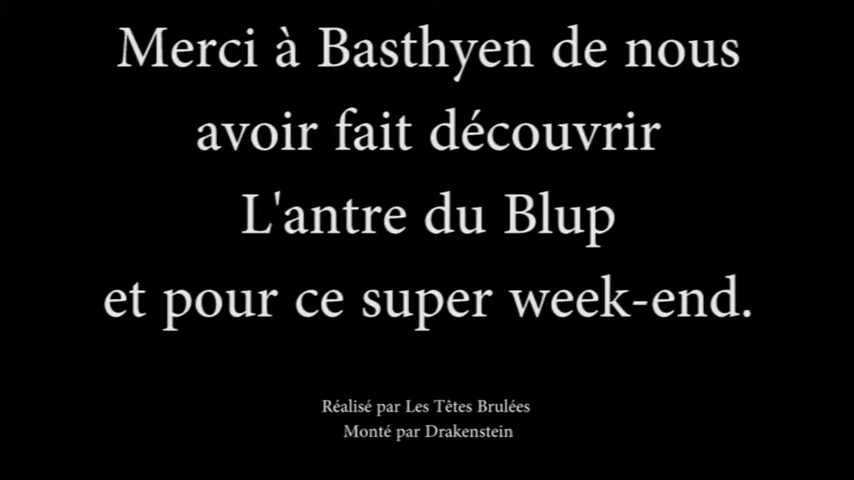 Merci à Basthyen de nous
avoir fait découvrir
L'antre du Blup
et pour ce super week-end.
Réalisé par Les Têtes Brulées
Monté par Drakenstein